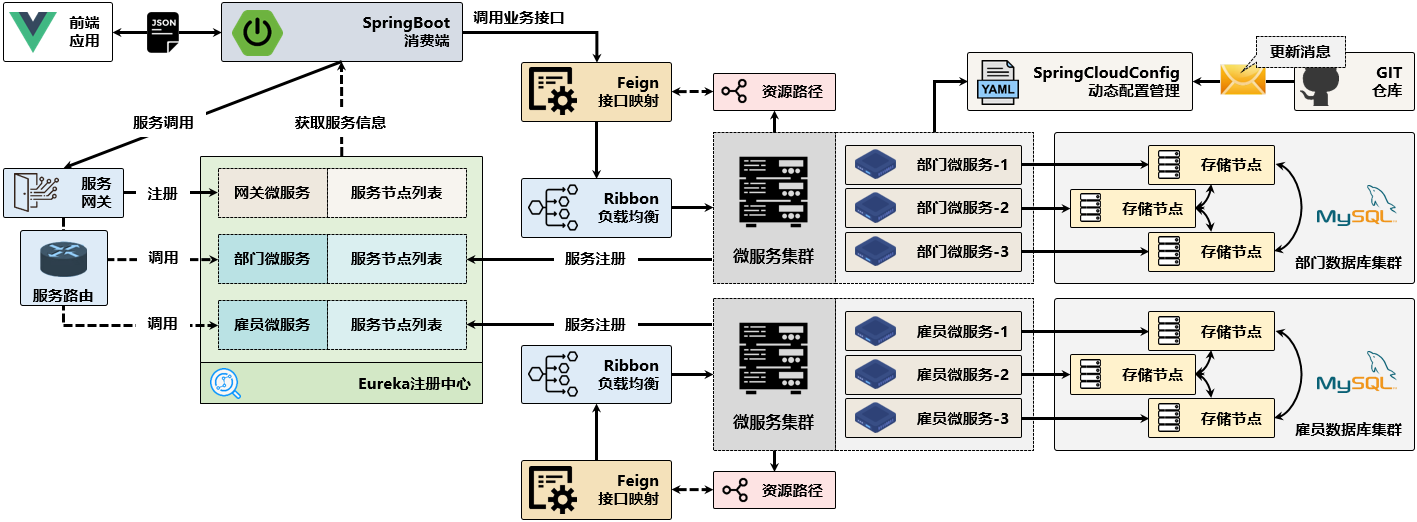 前端
应用
JSON
SpringBoot
消费端
调用业务接口
Feign
接口映射
资源路径
YAML
SpringCloudConfig
动态配置管理
更新消息
GIT
仓库
服务调用
获取服务信息
服务
网关
注册
网关微服务
服务节点列表
Ribbon
负载均衡
微服务集群
部门微服务-1
部门微服务-2
部门微服务-3
存储节点
存储节点
存储节点
MySQL
部门数据库集群
服务路由
调用
部门微服务
服务节点列表
服务注册
调用
雇员微服务
服务节点列表
服务注册
Eureka注册中心
Ribbon
负载均衡
微服务集群
雇员微服务-1
雇员微服务-2
雇员微服务-3
存储节点
存储节点
存储节点
MySQL
雇员数据库集群
Feign
接口映射
资源路径